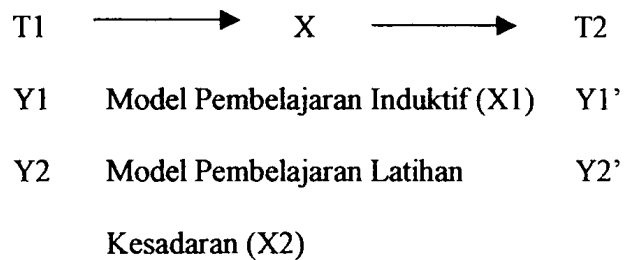 T1 X T2
Y1 Model Pembelajaran Induktif (X1) Y1’
Y2 Model Pembelajaran Latihan Y2’
Kesadaran (X2)